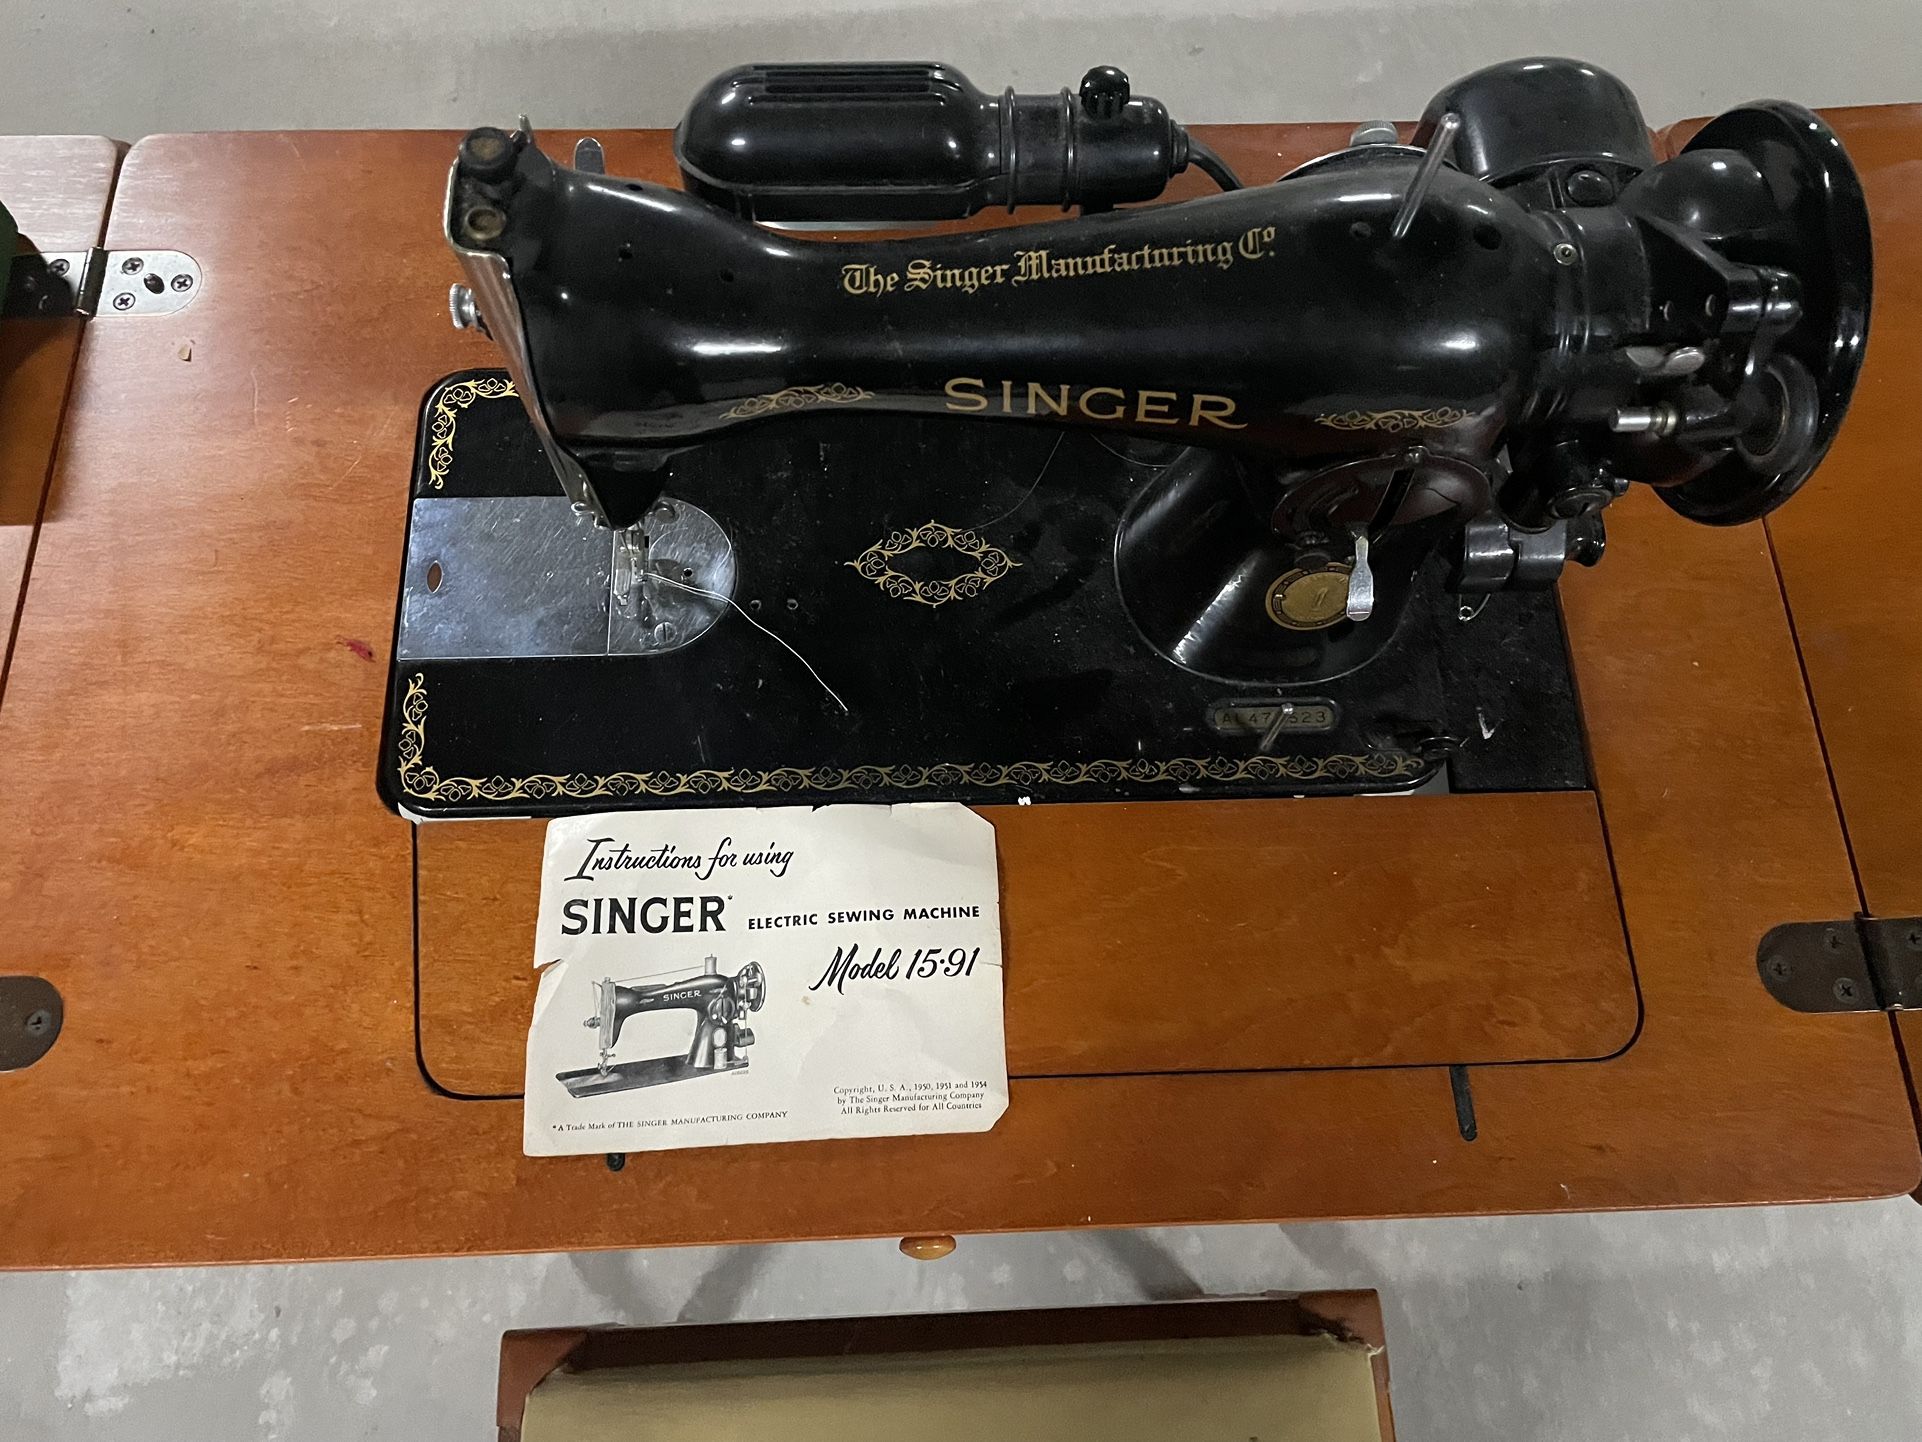 The Singer Manufacturing Co.
SINGER
Instructions for using
SINGER* ELECTRIC SEWING MACHINE
Model 15-91
SINGER
Copyright, U. S. A., 1950, 1951 and 1954
by The Singer Manufacturing Company
All Rights Reserved for All Countries
*A Trade Mark of THE SINGER MANUFACTURING COMPANY